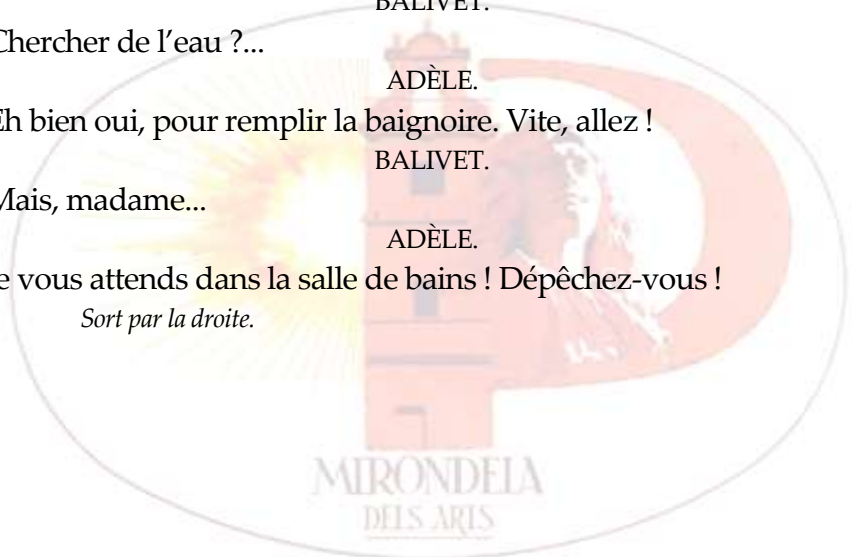 BALIVET.
Chercher de l’eau ?...
ADÈLE.
Eh bien oui, pour remplir la baignoire. Vite, allez !
BALIVET.
Mais, madame...
ADÈLE.
e vous attends dans la salle de bains ! Dépêchez-vous !
Sort par la droite.
MIRONDELA
DELS ARTS